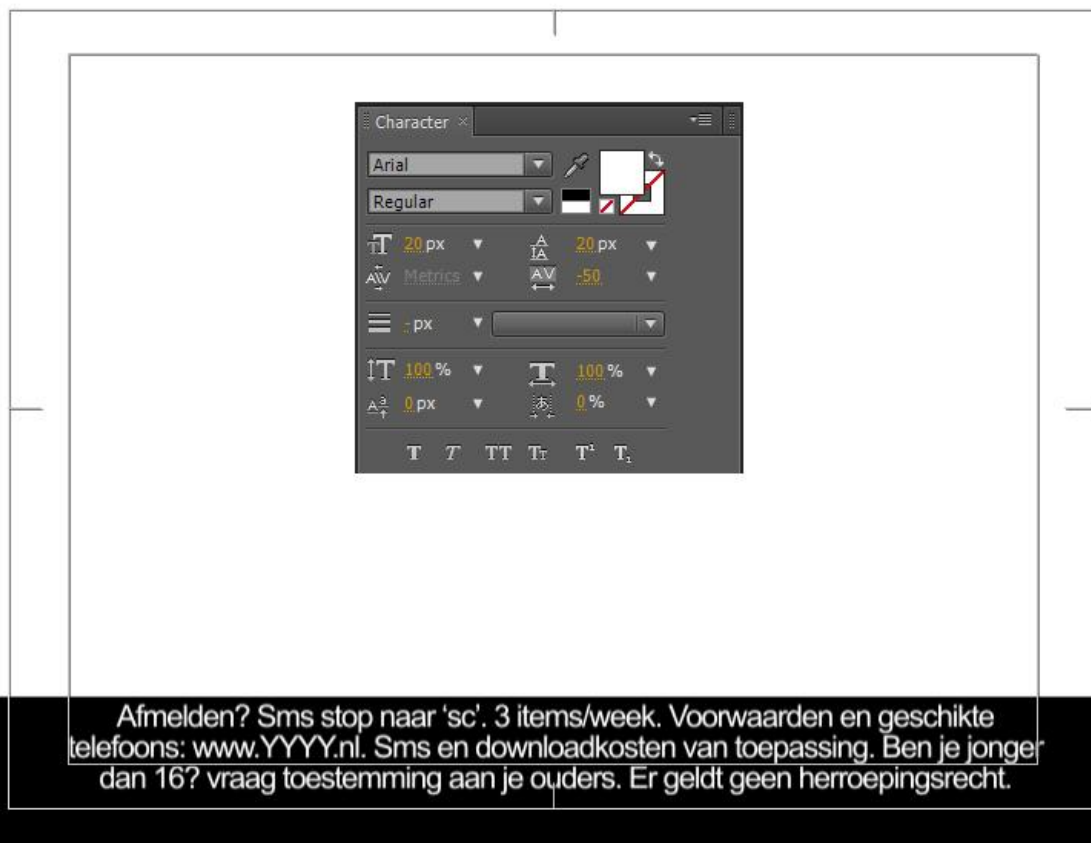 Character ×
Arial
Regular
20 px 20 px
Metrics -50
- px
100 % 100 %
0 px 0 %
T T TT Tт T¹ T₁
Afmelden? Sms stop naar ‘sc’. 3 items/week. Voorwaarden en geschikte
telefoons: www.YYYY.nl. Sms en downloadkosten van toepassing. Ben je jonger
dan 16? vraag toestemming aan je ouders. Er geldt geen herroepingsrecht.